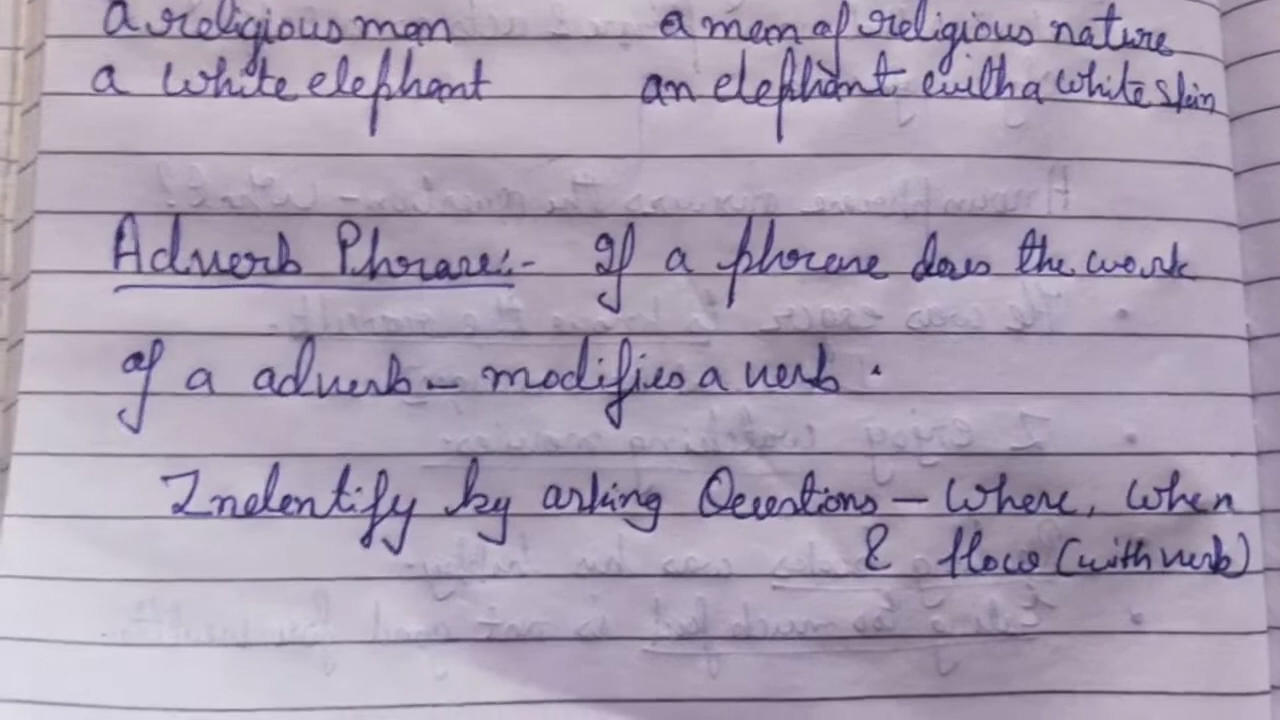 a religious man a man of religious nature
a white elephant an elephant with a white skin
Adverb Phrase:- If a phrase does the work
of a adverb - modifies a verb .
Indentify by asking Questions - Where, When
& How (with verb)